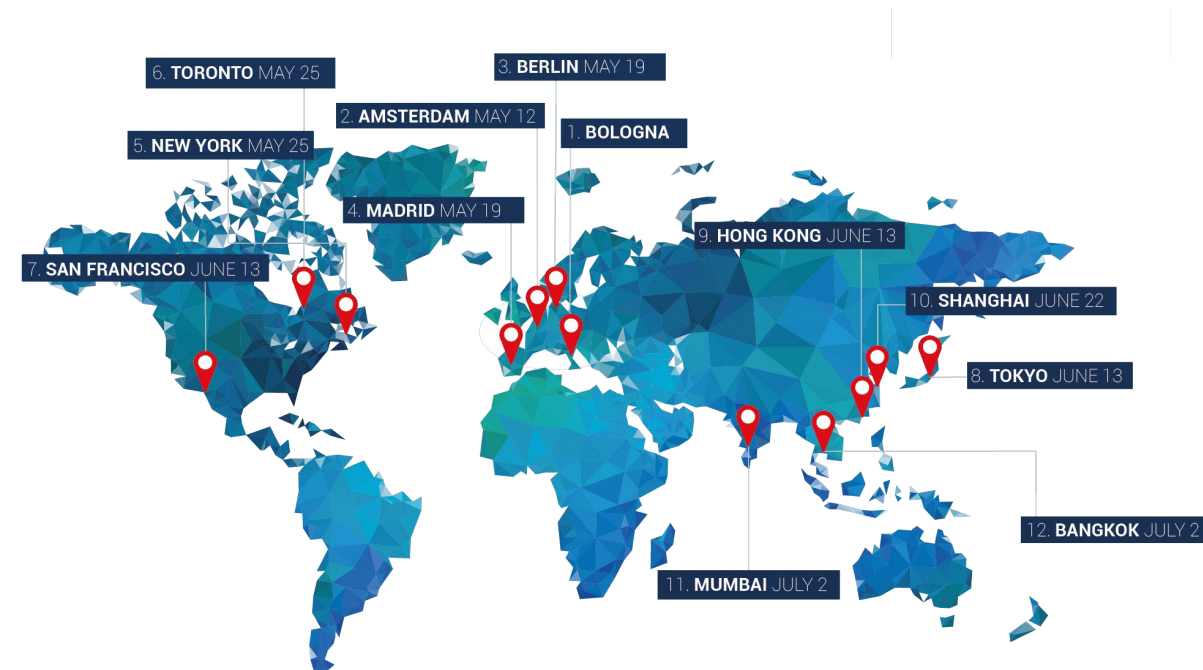 6. TORONTO MAY 25
3. BERLIN MAY 19
2. AMSTERDAM MAY 12
1. BOLOGNA
5. NEW YORK MAY 25
4. MADRID MAY 19
9. HONG KONG JUNE 13
7. SAN FRANCISCO JUNE 13
10. SHANGHAI JUNE 22
8. TOKYO JUNE 13
12. BANGKOK JULY 2
11. MUMBAI JULY 2